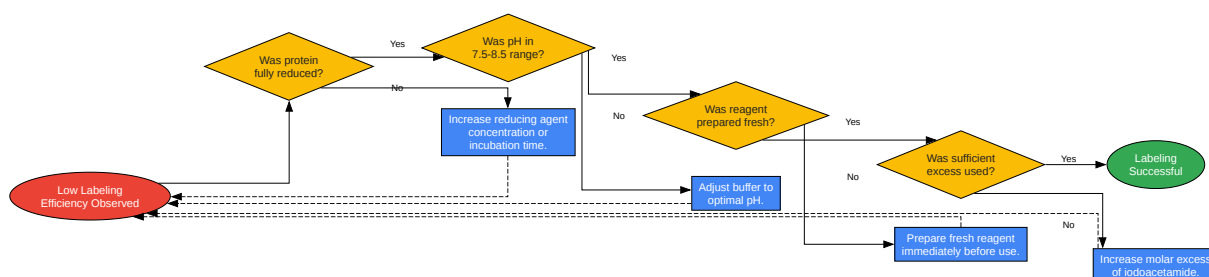 Was protein
fully reduced?
Yes
No
Was pH in
7.5-8.5 range?
Yes
No
Increase reducing agent
concentration or
incubation time.
Was reagent
prepared fresh?
Yes
No
Was sufficient
excess used?
Yes
No
Labeling
Successful
Low Labeling
Efficiency Observed
Adjust buffer to
optimal pH.
Prepare fresh reagent
immediately before use.
Increase molar excess
of iodoacetamide.